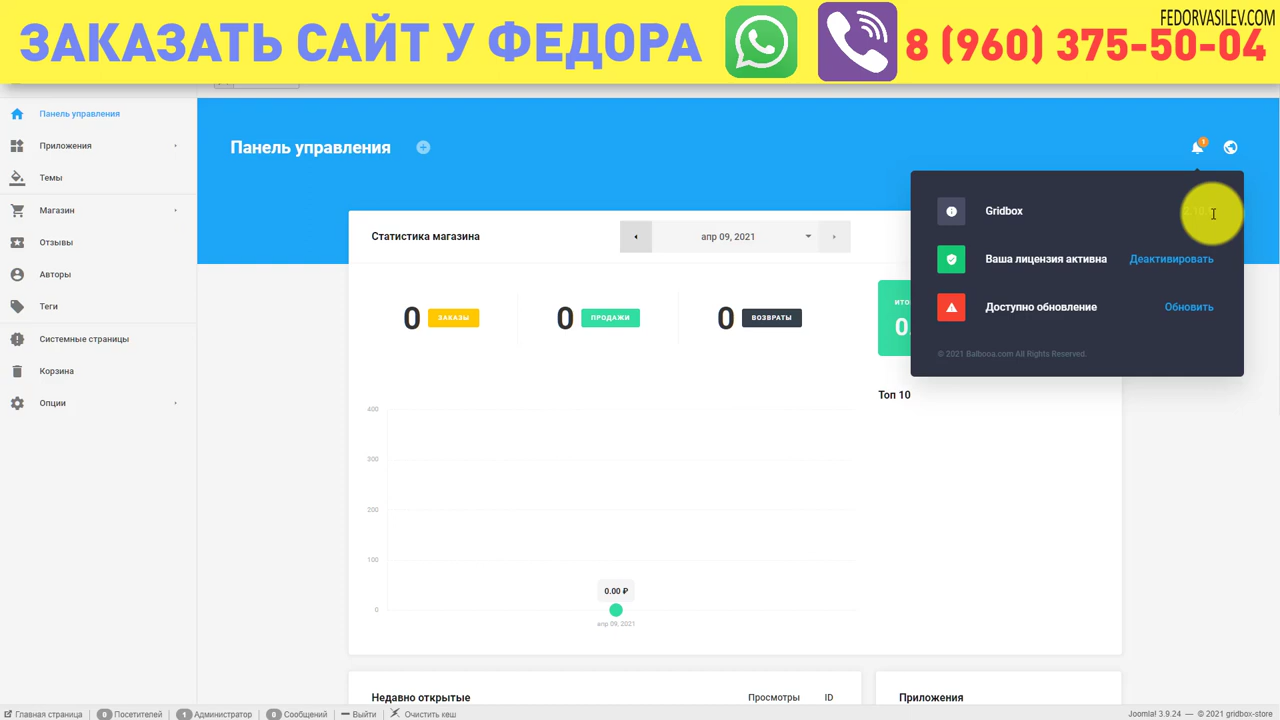 FEDORVASILEV.COM
ЗАКАЗАТЬ САЙТ У ФЕДОРА
8 (960) 375-50-04
Панель управления
Приложения
Темы
Магазин
Отзывы
Авторы
Теги
Системные страницы
Корзина
Опции
Панель управления
1
Gridbox
Ваша лицензия активна Деактивировать
Доступно обновление Обновить
© 2021 Balbooa.com All Rights Reserved.
Статистика магазина
апр 09, 2021
0 ЗАКАЗЫ
0 ПРОДАЖИ
0 ВОЗВРАТЫ
Топ 10
400
300
200
100
0
0.00 ₽
апр 09, 2021
Недавно открытые Просмотры ID
Приложения
Главная страница 0 Посетителей 1 Администратор 0 Сообщений Выйти Очистить кеш
Joomla! 3.9.24 — © 2021 gridbox-store